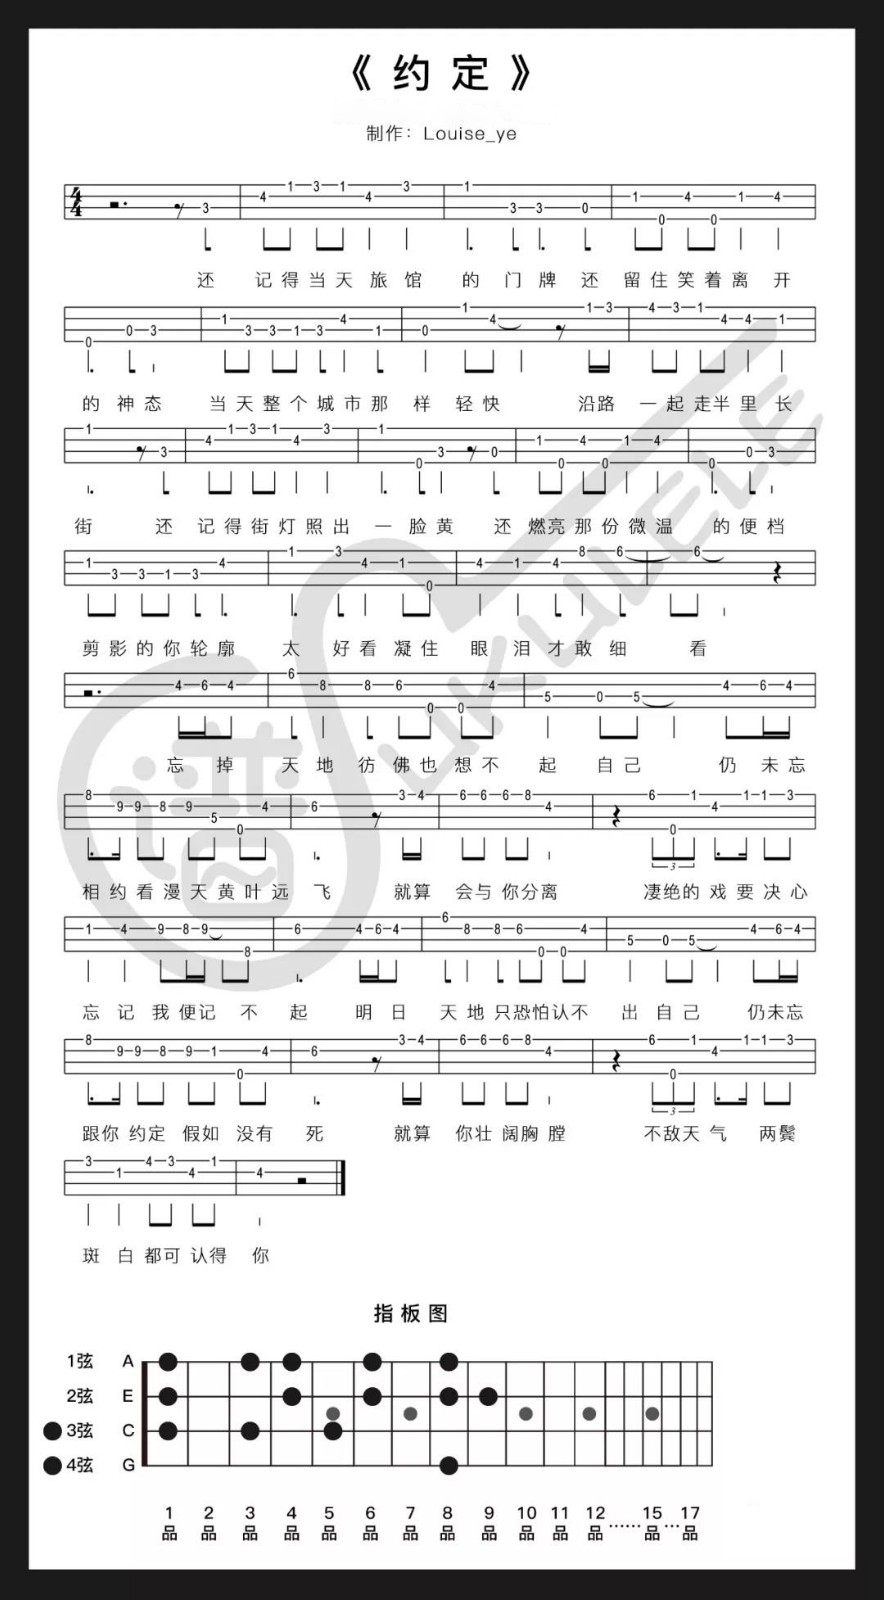 《约定》
制作：Louise_ye
4 4 3 4 1 3 1 4 3 1 3 3 0 1 0 4 0 1 4
还 记得当天旅馆 的门牌还留住笑着离开
0 0 3 1 3 3 1 3 4 1 0 1 4 1 3 4 3 1 4 4 1
的神态 当天整个城市那样轻快 沿路一起走半里长
1 3 4 1 3 1 4 3 1 0 3 0 1 0 4 0 1 4 0 0 3
街 还记得街灯照出一脸黄 还燃亮那份微温 的便档
1 3 3 1 3 4 1 3 4 1 0 4 1 4 8 6 6
剪影的你轮廓 太好看凝住眼泪才敢细 看
4 6 4 6 8 8 6 0 0 4 5 0 5 4 6 4
忘掉 天地彷佛也想不起自己 仍未忘
8 9 9 8 9 5 0 4 6 3 4 6 6 6 8 4 6 0 1 4 1 1 3
3
相约看漫天黄叶远飞 就算会与你分离 凄绝的戏要决心
1 4 9 8 9 8 6 4 6 4 6 8 8 6 0 0 4 5 0 5 4 6 4
忘记我便记不起 明日 天地只恐怕认不出自己 仍未忘
8 9 9 8 9 1 0 4 6 3 4 6 6 6 8 4 6 0 1 4 1 1 3
3
跟你约定假如没有死 就算你壮阔胸膛 不敌天气 两鬓
3 1 4 3 4 1 4
斑白都可认得你
UKULELE
谱
指板图
1弦 A
2弦 E
3弦 C
4弦 G
1 2 3 4 5 6 7 8 9 10 11 12 ······ 15 ··· 17
品 品 品 品 品 品 品 品 品 品 品 品 品 品